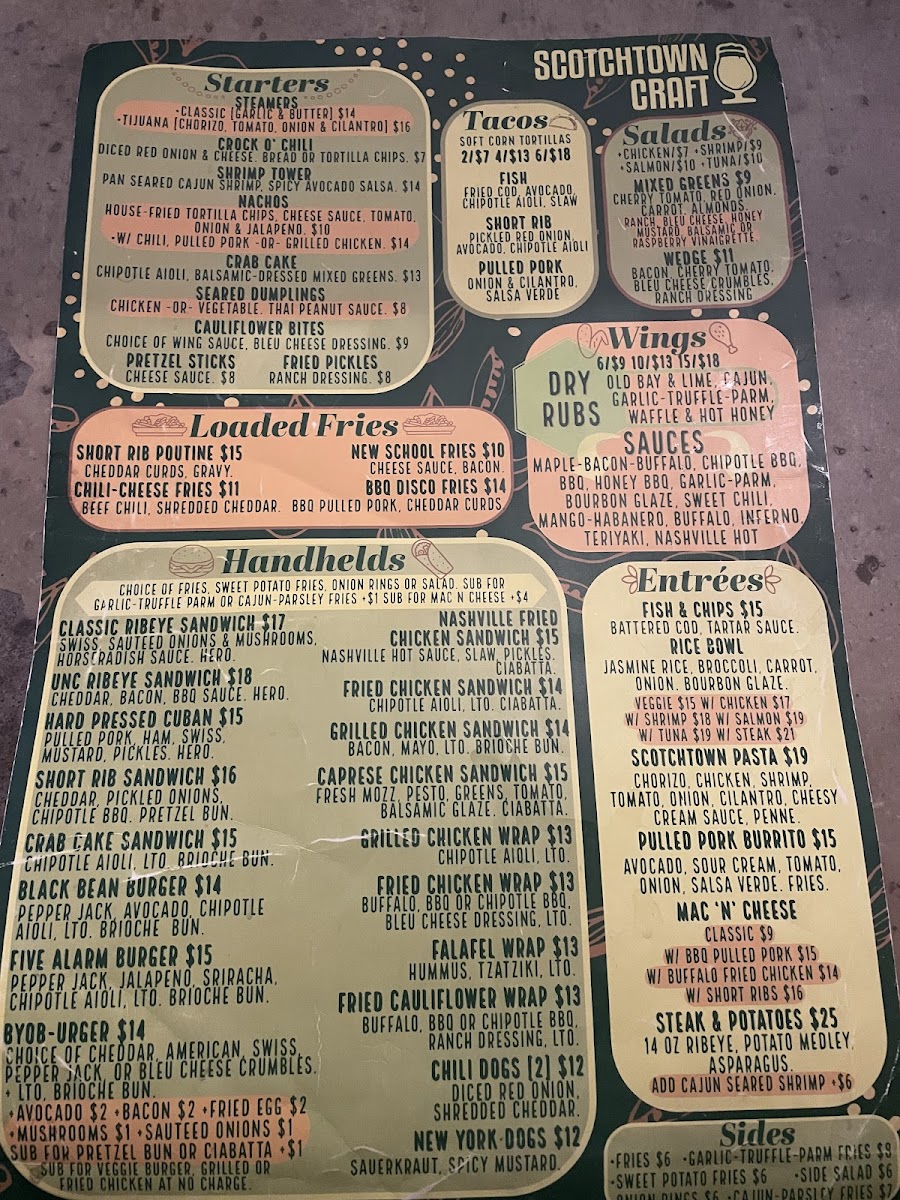 SCOTCHTOWN
CRAFT
Starters
STEAMERS
•CLASSIC [GARLIC & BUTTER] $14
•TIJUANA [CHORIZO, TOMATO, ONION & CILANTRO] $16
CROCK O' CHILI
DICED RED ONION & CHEESE. BREAD OR TORTILLA CHIPS. $7
SHRIMP TOWER
PAN SEARED CAJUN SHRIMP, SPICY AVOCADO SALSA. $14
NACHOS
HOUSE-FRIED TORTILLA CHIPS, CHEESE SAUCE, TOMATO,
ONION & JALAPENO. $10
•W/ CHILI, PULLED PORK -OR- GRILLED CHICKEN. $14
CRAB CAKE
CHIPOTLE AIOLI, BALSAMIC-DRESSED MIXED GREENS. $13
SEARED DUMPLINGS
CHICKEN -OR- VEGETABLE. THAI PEANUT SAUCE. $8
CAULIFLOWER BITES
CHOICE OF WING SAUCE, BLEU CHEESE DRESSING. $9
PRETZEL STICKS
CHEESE SAUCE. $8
FRIED PICKLES
RANCH DRESSING. $8
Tacos
SOFT CORN TORTILLAS
2/$7 4/$13 6/$18
FISH
FRIED COD, AVOCADO,
CHIPOTLE AIOLI, SLAW
SHORT RIB
PICKLED RED ONION,
AVOCADO, CHIPOTLE AIOLI
PULLED PORK
ONION & CILANTRO,
SALSA VERDE
Salads
•CHICKEN/$7 •SHRIMP/$9
•SALMON/$10 •TUNA/$10
MIXED GREENS $9
CHERRY TOMATO, RED ONION,
CARROT, ALMONDS.
RANCH, BLEU CHEESE, HONEY
MUSTARD, BALSAMIC OR
RASPBERRY VINAIGRETTE.
WEDGE $11
BACON, CHERRY TOMATO,
BLEU CHEESE CRUMBLES,
RANCH DRESSING
Wings
6/$9 10/$13 15/$18
DRY
RUBS
OLD BAY & LIME, CAJUN,
GARLIC-TRUFFLE-PARM,
WAFFLE & HOT HONEY
SAUCES
MAPLE-BACON-BUFFALO, CHIPOTLE BBQ,
BBQ, HONEY BBQ, GARLIC-PARM,
BOURBON GLAZE, SWEET CHILI,
MANGO-HABANERO, BUFFALO, INFERNO,
TERIYAKI, NASHVILLE HOT
Loaded Fries
SHORT RIB POUTINE $15
CHEDDAR CURDS, GRAVY.
CHILI-CHEESE FRIES $11
BEEF CHILI, SHREDDED CHEDDAR.
NEW SCHOOL FRIES $10
CHEESE SAUCE, BACON.
BBQ DISCO FRIES $14
BBQ PULLED PORK, CHEDDAR CURDS
Handhelds
CHOICE OF FRIES, SWEET POTATO FRIES, ONION RINGS OR SALAD. SUB FOR
GARLIC-TRUFFLE PARM OR CAJUN-PARSLEY FRIES +$1 SUB FOR MAC N CHEESE +$4
CLASSIC RIBEYE SANDWICH $17
SWISS, SAUTEED ONIONS & MUSHROOMS,
HORSERADISH SAUCE. HERO.
UNC RIBEYE SANDWICH $18
CHEDDAR, BACON, BBQ SAUCE. HERO.
HARD PRESSED CUBAN $15
PULLED PORK, HAM, SWISS,
MUSTARD, PICKLES. HERO.
SHORT RIB SANDWICH $16
CHEDDAR, PICKLED ONIONS,
CHIPOTLE BBQ. PRETZEL BUN.
CRAB CAKE SANDWICH $15
CHIPOTLE AIOLI, LTO. BRIOCHE BUN.
BLACK BEAN BURGER $14
PEPPER JACK, AVOCADO, CHIPOTLE
AIOLI, LTO. BRIOCHE BUN.
FIVE ALARM BURGER $15
PEPPER JACK, JALAPENO, SRIRACHA,
CHIPOTLE AIOLI, LTO. BRIOCHE BUN.
BYOB-URGER $14
CHOICE OF CHEDDAR, AMERICAN, SWISS,
PEPPER JACK, OR BLEU CHEESE CRUMBLES.
+ LTO, BRIOCHE BUN.
•AVOCADO $2 •BACON $2 •FRIED EGG $2
•MUSHROOMS $1 •SAUTEED ONIONS $1
SUB FOR PRETZEL BUN OR CIABATTA +$1
SUB FOR VEGGIE BURGER, GRILLED OR
FRIED CHICKEN AT NO CHARGE.
NASHVILLE FRIED
CHICKEN SANDWICH $15
NASHVILLE HOT SAUCE, SLAW, PICKLES.
CIABATTA.
FRIED CHICKEN SANDWICH $14
CHIPOTLE AIOLI, LTO. CIABATTA.
GRILLED CHICKEN SANDWICH $14
BACON, MAYO, LTO. BRIOCHE BUN.
CAPRESE CHICKEN SANDWICH $15
FRESH MOZZ, PESTO, GREENS, TOMATO,
BALSAMIC GLAZE. CIABATTA.
GRILLED CHICKEN WRAP $13
CHIPOTLE AIOLI, LTO.
FRIED CHICKEN WRAP $13
BUFFALO, BBQ OR CHIPOTLE BBQ,
BLEU CHEESE DRESSING, LTO.
FALAFEL WRAP $13
HUMMUS, TZATZIKI, LTO.
FRIED CAULIFLOWER WRAP $13
BUFFALO, BBQ OR CHIPOTLE BBQ,
RANCH DRESSING, LTO.
CHILI DOGS [2] $12
DICED RED ONION,
SHREDDED CHEDDAR.
NEW YORK-DOGS $12
SAUERKRAUT, SPICY MUSTARD.
Entrées
FISH & CHIPS $15
BATTERED COD, TARTAR SAUCE.
RICE BOWL
JASMINE RICE, BROCCOLI, CARROT,
ONION. BOURBON GLAZE.
VEGGIE $15 W/ CHICKEN $17
W/ SHRIMP $18 W/ SALMON $19
W/ TUNA $19 W/ STEAK $21
SCOTCHTOWN PASTA $19
CHORIZO, CHICKEN, SHRIMP,
TOMATO, ONION, CILANTRO, CHEESY
CREAM SAUCE, PENNE.
PULLED PORK BURRITO $15
AVOCADO, SOUR CREAM, TOMATO,
ONION, SALSA VERDE. FRIES.
MAC 'N' CHEESE
CLASSIC $9
W/ BBQ PULLED PORK $15
W/ BUFFALO FRIED CHICKEN $14
W/ SHORT RIBS $16
STEAK & POTATOES $25
14 OZ RIBEYE, POTATO MEDLEY,
ASPARAGUS.
ADD CAJUN SEARED SHRIMP +$6
Sides
•FRIES $6 •GARLIC-TRUFFLE-PARM FRIES $9
•SWEET POTATO FRIES $6 •SIDE SALAD $6
ONION RINGS $6 •CAJUN-PARSLEY FRIES $7